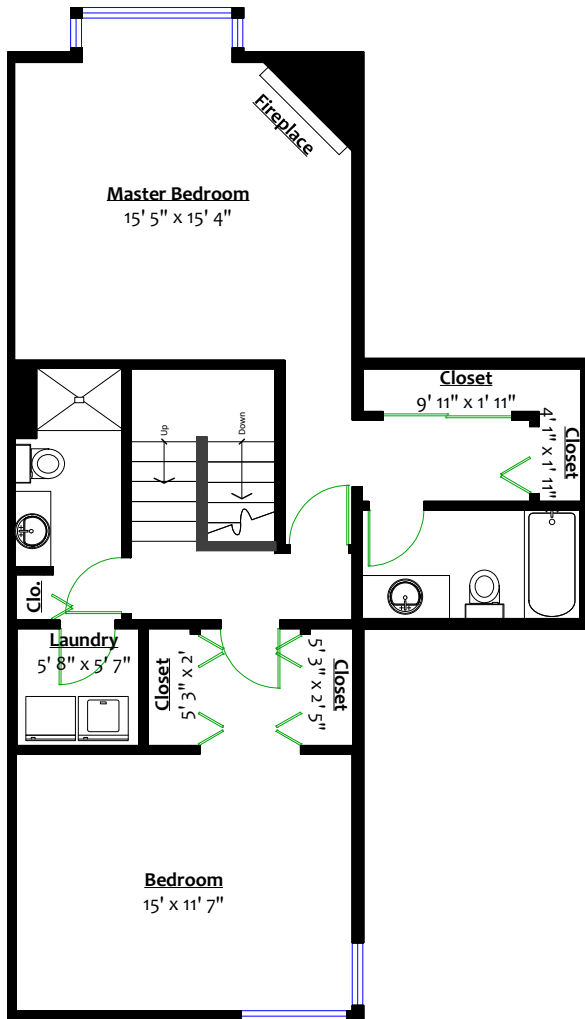 Fireplace
Master Bedroom
15' 5" x 15' 4"
Closet
9' 11" x 1' 11"
Closet
4' 1" x 1' 11"
Up
Down
Clo.
Laundry
5' 8" x 5' 7"
Closet
5' 3" x 2'
Closet
5' 3" x 2' 5"
Bedroom
15' x 11' 7"